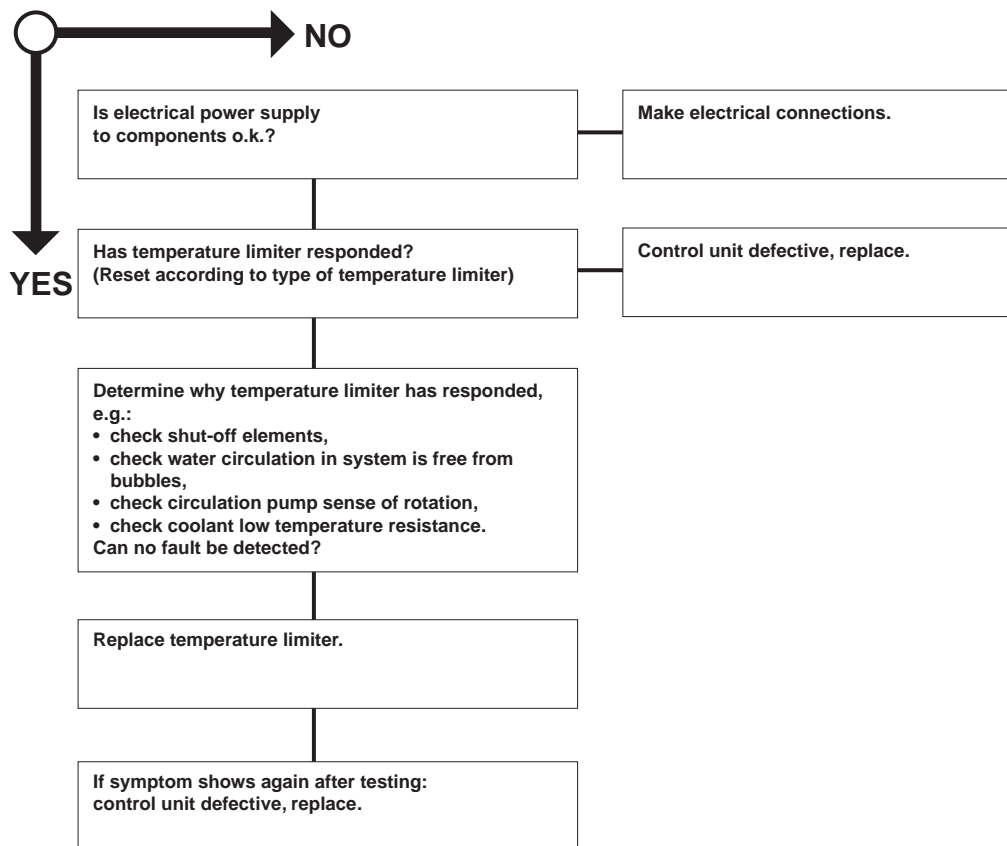 NO
YES
Is electrical power supply
to components o.k.?
Make electrical connections.
Has temperature limiter responded?
(Reset according to type of temperature limiter)
Control unit defective, replace.
Determine why temperature limiter has responded,
e.g.:
• check shut-off elements,
• check water circulation in system is free from
bubbles,
• check circulation pump sense of rotation,
• check coolant low temperature resistance.
Can no fault be detected?
Replace temperature limiter.
If symptom shows again after testing:
control unit defective, replace.